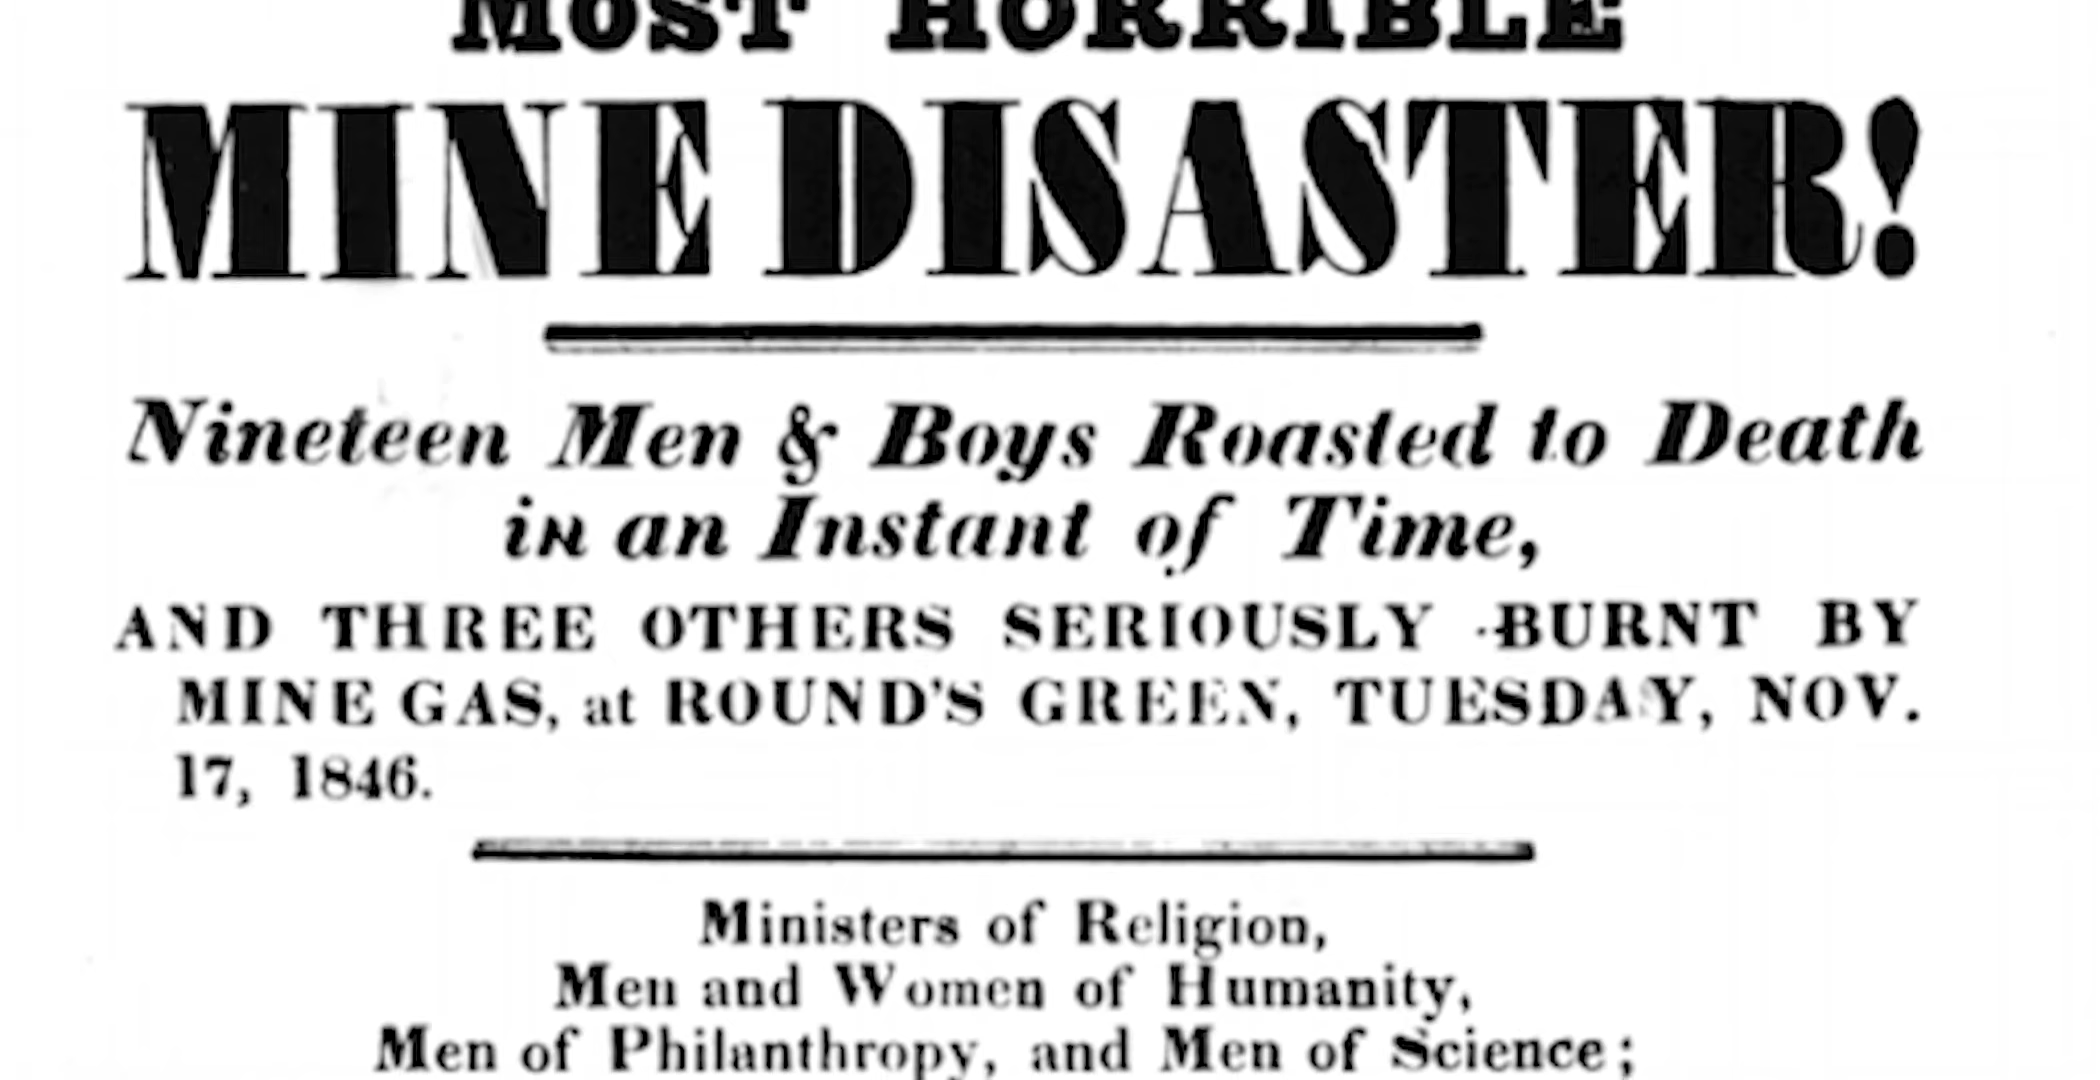 MOST HORRIBLE
MINE DISASTER!
Nineteen Men & Boys Roasted to Death
in an Instant of Time,
AND THREE OTHERS SERIOUSLY BURNT BY
MINE GAS, at ROUND'S GREEN, TUESDAY, NOV.
17, 1846.
Ministers of Religion,
Men and Women of Humanity,
Men of Philanthropy, and Men of Science;